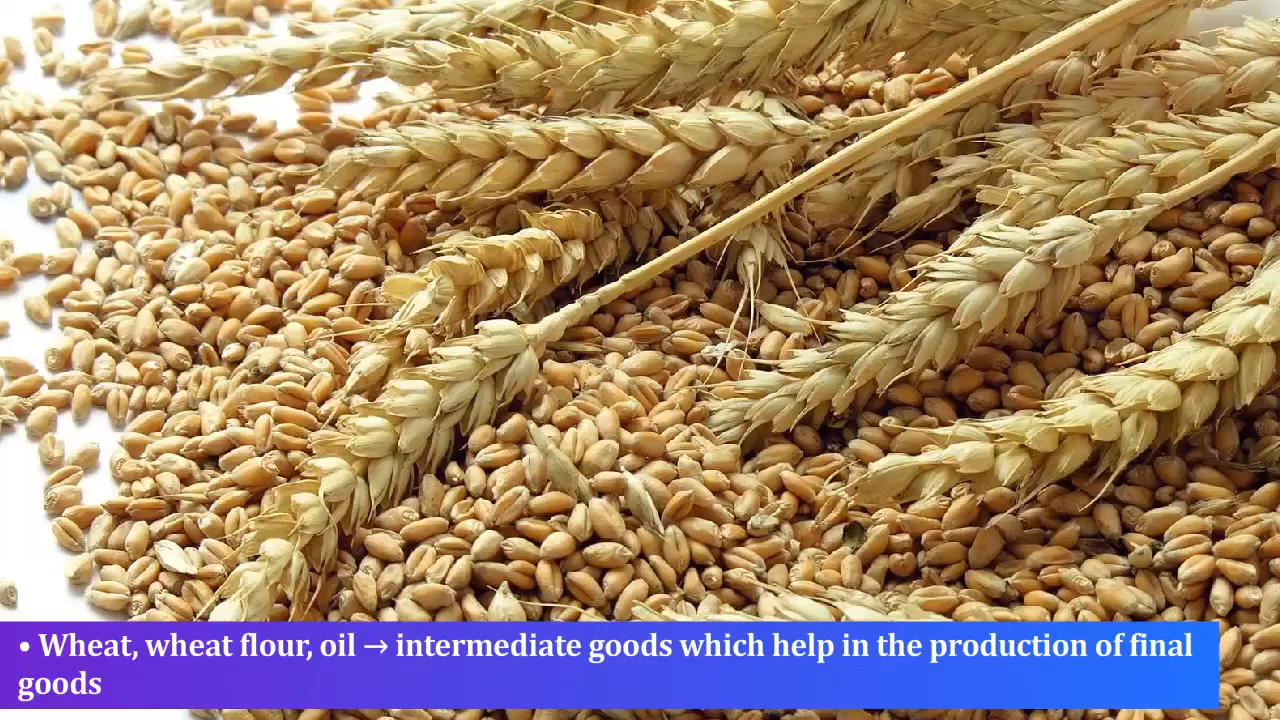 • Wheat, wheat flour, oil → intermediate goods which help in the production of final
goods